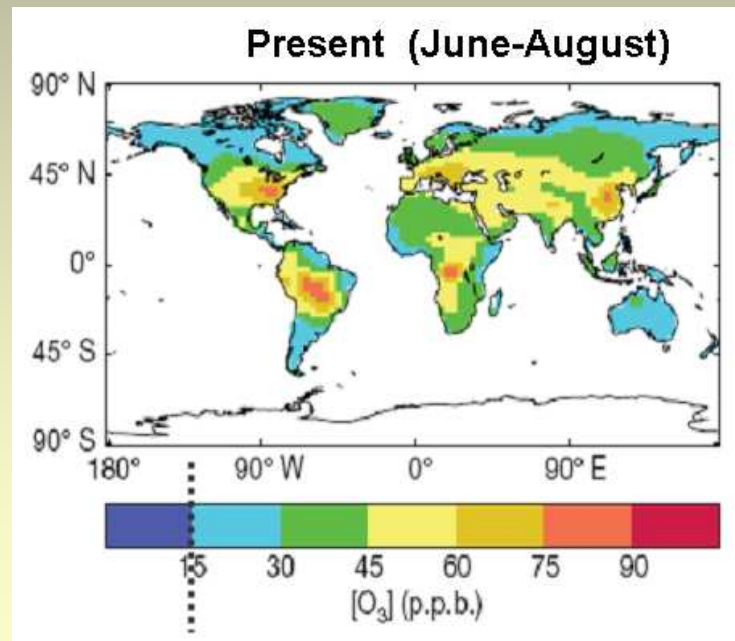 Present (June-August)
90° N
45° N
0°
45° S
90° S
180° 90° W 0° 90° E
15 30 45 60 75 90
[O₃] (p.p.b.)